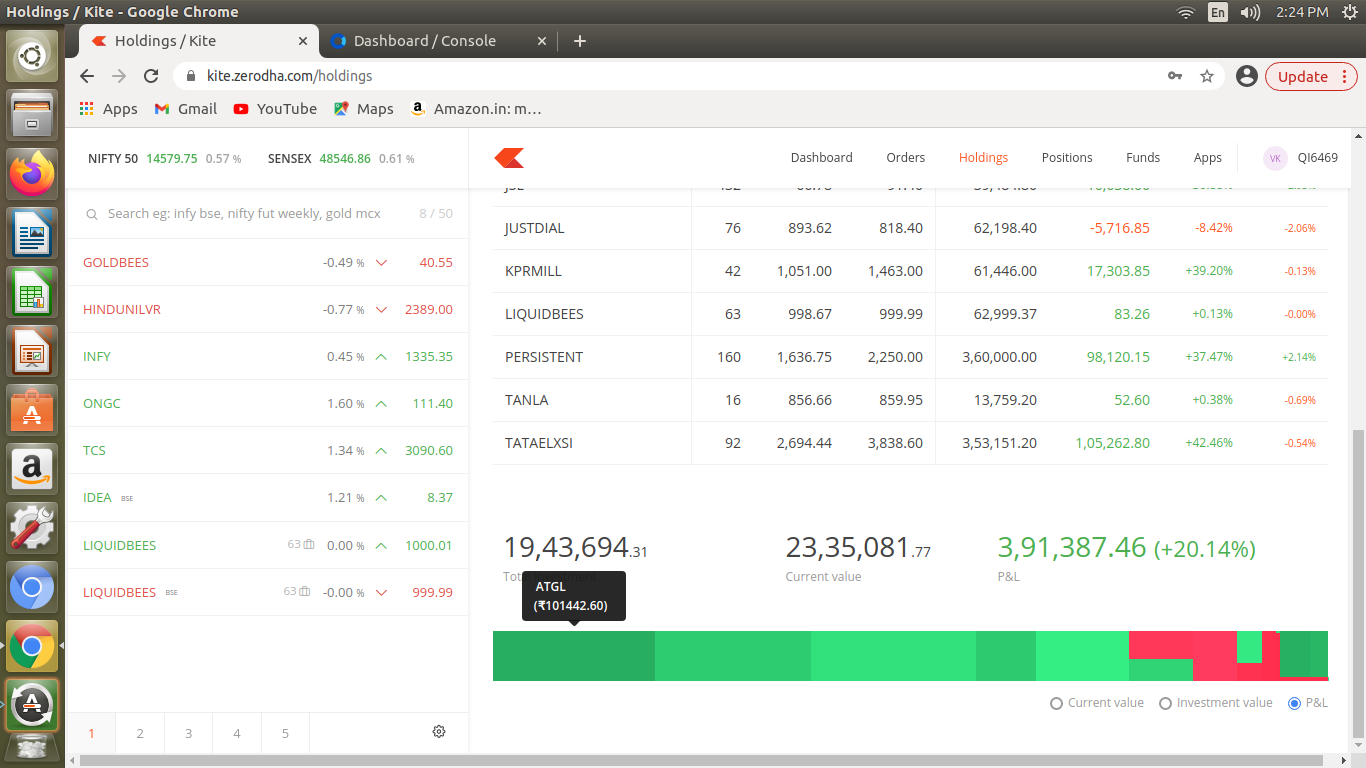 Holdings / Kite - Google Chrome
En
2:24 PM
Holdings / Kite
Dashboard / Console
kite.zerodha.com/holdings
Update
Apps
Gmail
YouTube
Maps
Amazon.in: m...
NIFTY 50 14579.75 0.57 %
SENSEX 48546.86 0.61 %
Dashboard
Orders
Holdings
Positions
Funds
Apps
VK
QI6469
Search eg: infy bse, nifty fut weekly, gold mcx
8 / 50
GOLDBEES -0.49 % 40.55
HINDUNILVR -0.77 % 2389.00
INFY 0.45 % 1335.35
ONGC 1.60 % 111.40
TCS 1.34 % 3090.60
IDEA BSE 1.21 % 8.37
LIQUIDBEES 63 0.00 % 1000.01
LIQUIDBEES BSE 63 -0.00 % 999.99
1 2 3 4 5
JUSTDIAL 76 893.62 818.40 62,198.40 -5,716.85 -8.42% -2.06%
KPRMILL 42 1,051.00 1,463.00 61,446.00 17,303.85 +39.20% -0.13%
LIQUIDBEES 63 998.67 999.99 62,999.37 83.26 +0.13% -0.00%
PERSISTENT 160 1,636.75 2,250.00 3,60,000.00 98,120.15 +37.47% +2.14%
TANLA 16 856.66 859.95 13,759.20 52.60 +0.38% -0.69%
TATAELXSI 92 2,694.44 3,838.60 3,53,151.20 1,05,262.80 +42.46% -0.54%
19,43,694.31
23,35,081.77
Current value
3,91,387.46 (+20.14%)
P&L
ATGL
(₹101442.60)
Current value
Investment value
P&L